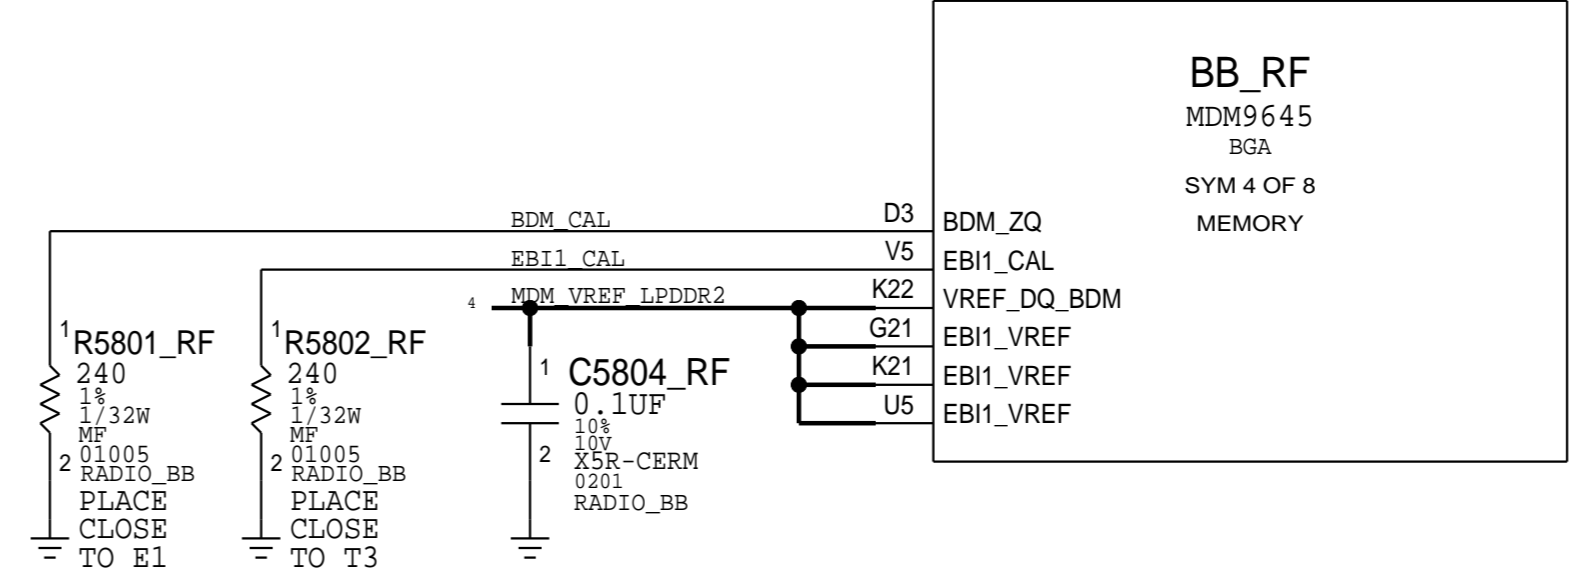 BB_RF
MDM9645
BGA
SYM 4 OF 8
MEMORY
BDM_CAL
D3
BDM_ZQ
EBI1_CAL
V5
EBI1_CAL
4
MDM_VREF_LPDDR2
K22
VREF_DQ_BDM
G21
EBI1_VREF
K21
EBI1_VREF
U5
EBI1_VREF
1
R5801_RF
240
1%
1/32W
MF
01005
2
RADIO_BB
PLACE
CLOSE
TO E1
1
R5802_RF
240
1%
1/32W
MF
01005
2
RADIO_BB
PLACE
CLOSE
TO T3
1
C5804_RF
0.1UF
10%
10V
2
X5R-CERM
0201
RADIO_BB